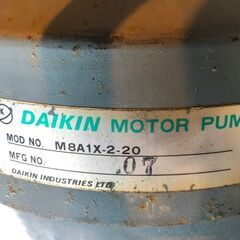 DAIKIN MOTOR PUM
MOD NO. M8A1X-2-20
MFG NO. 07
DAIKIN INDUSTRIES LTD